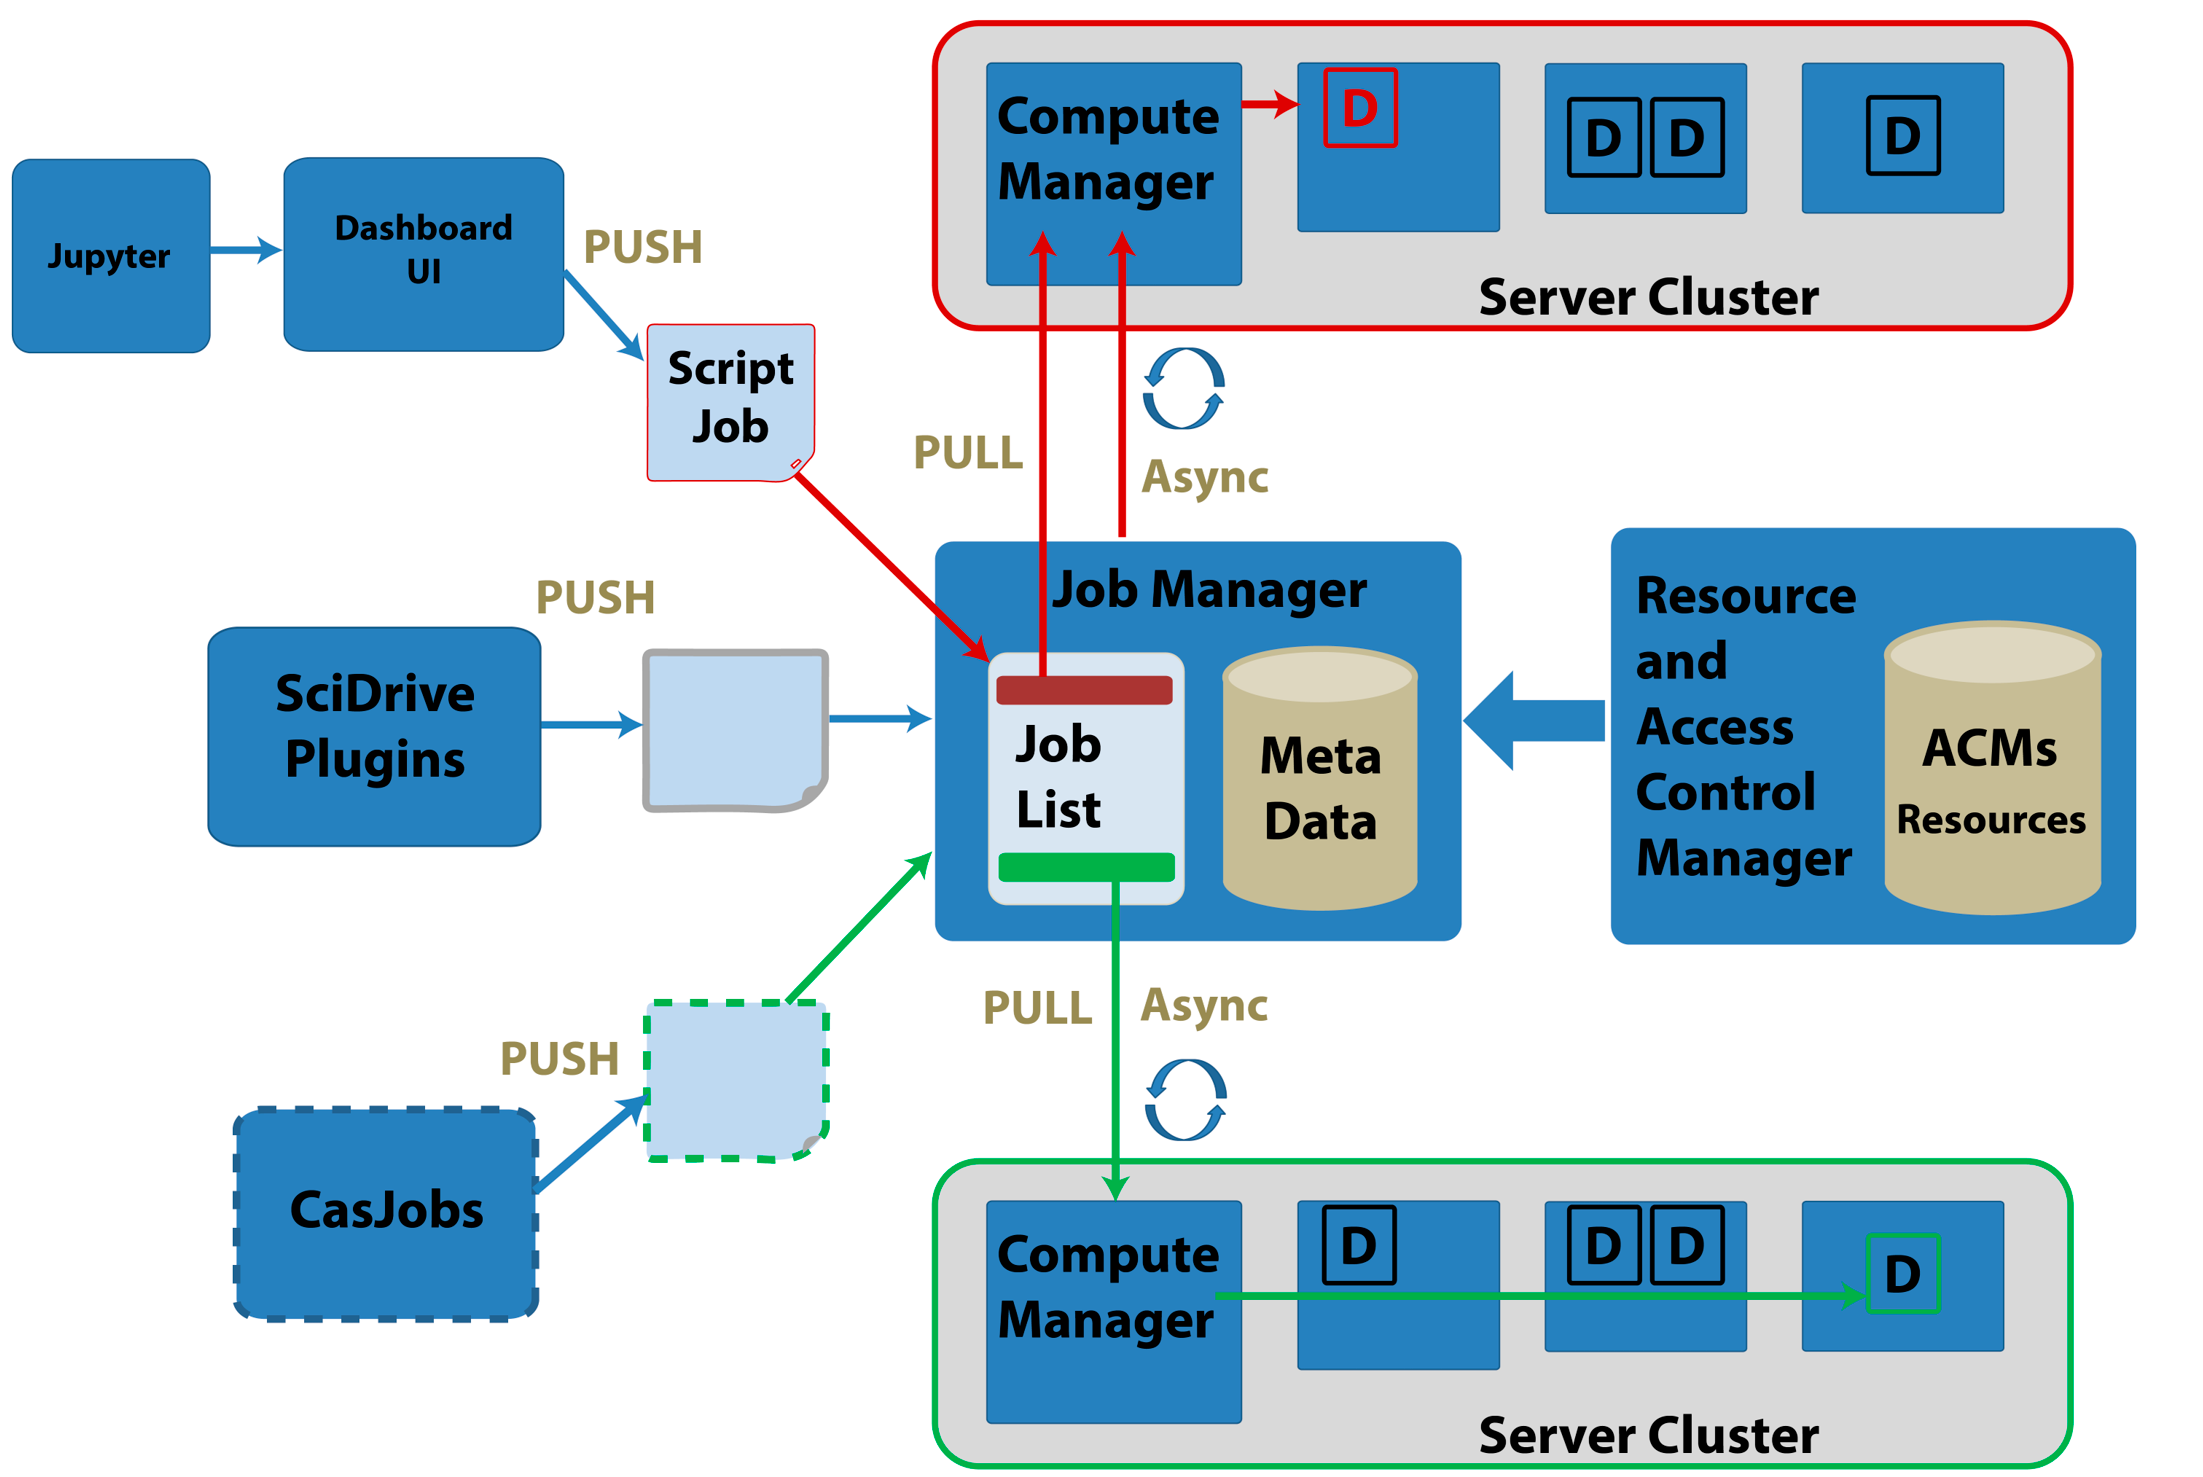 Jupyter
Dashboard
UI
PUSH
Script
Job
Compute
Manager
D
D D
D
Server Cluster
PULL
Async
PUSH
SciDrive
Plugins
Job Manager
Job
List
Meta
Data
Resource
and
Access
Control
Manager
ACMs
Resources
PUSH
CasJobs
PULL
Async
Compute
Manager
D
D D
D
Server Cluster